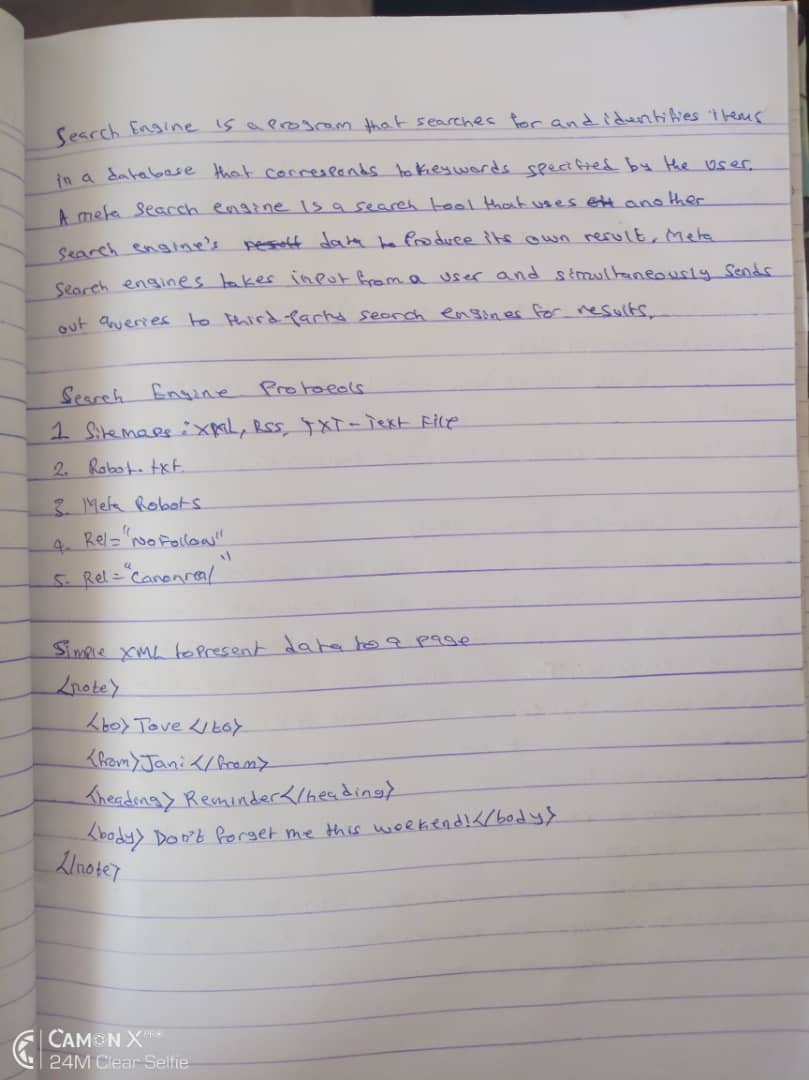 Search Engine is a program that searches for and identifies items
in a database that corresponds to keywords specified by the user.
A meta search engine is a search tool that uses another
search engine's data to produce its own result. Meta
search engines takes input from a user and simultaneously sends
out queries to third-party search engines for results.
Search Engine Protocols
1 Sitemaps: XML, RSS, TXT - Text File
2. Robot.txt
3. Meta Robots
4. Rel="NoFollow"
5. Rel="Canonical"
Simple XML to present data to a page
<note>
<to> Tove </to>
<from> Jani </from>
<heading> Reminder </heading>
<body> Don't forget me this weekend! </body>
</note>
CAMON X PRO
24M Clear Selfie